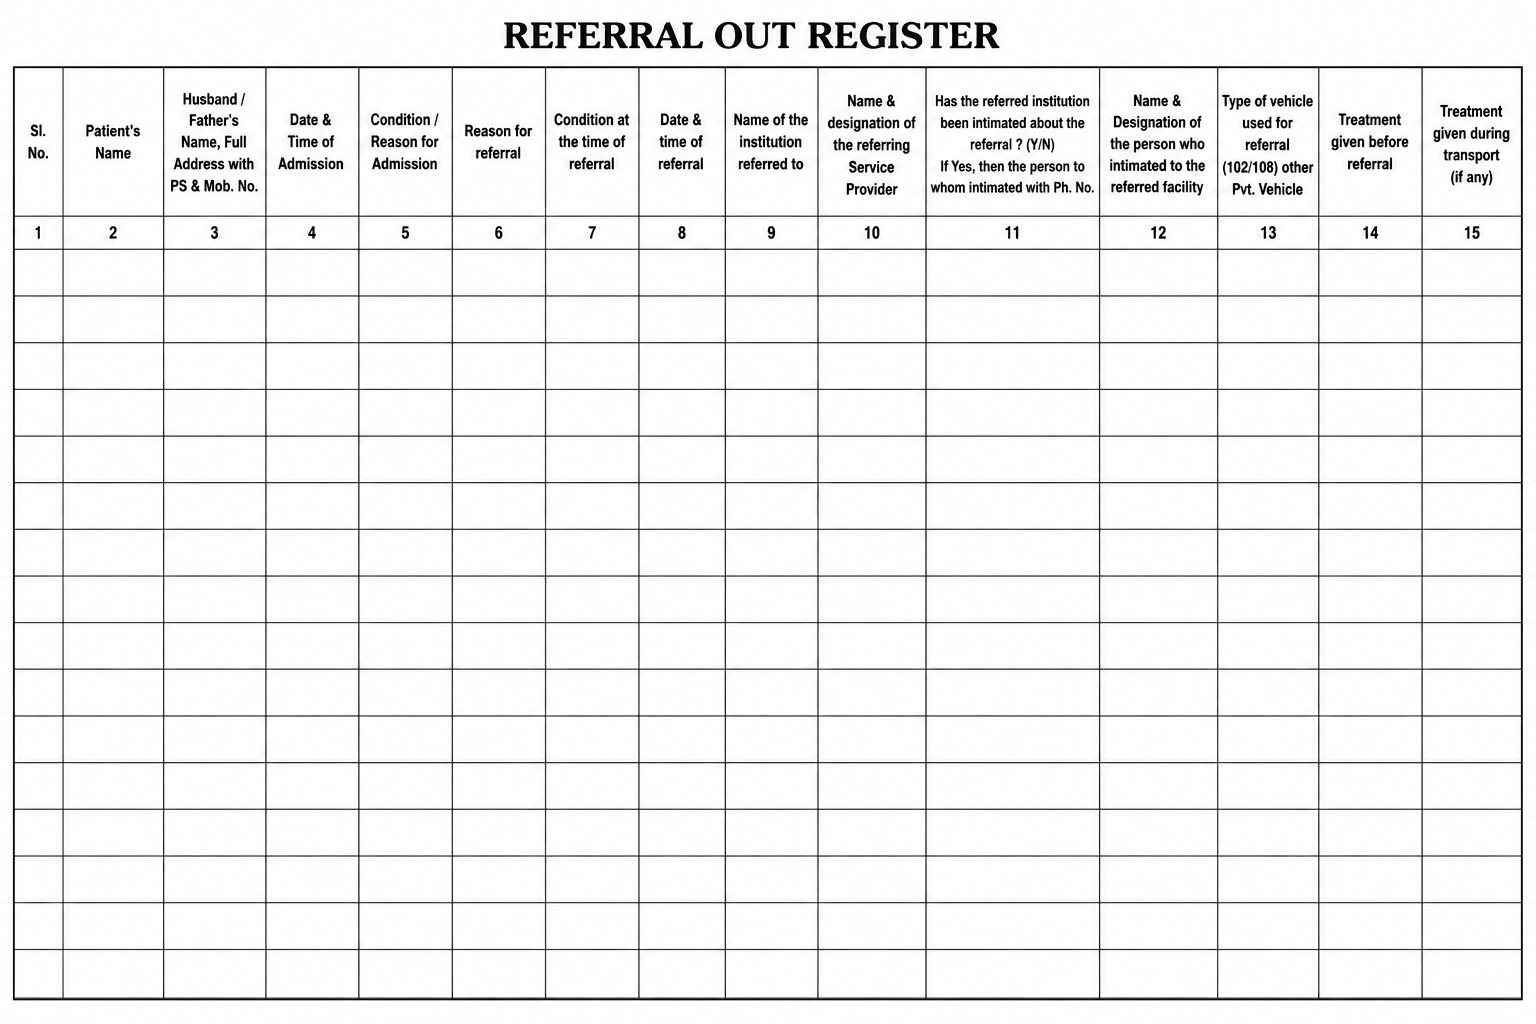 REFERRAL OUT REGISTER
Sl.
No.
Patient's
Name
Husband /
Father's
Name, Full
Address with
PS & Mob. No.
Date &
Time of
Admission
Condition /
Reason for
Admission
Reason for
referral
Condition at
the time of
referral
Date &
time of
referral
Name of the
institution
referred to
Name &
designation of
the referring
Service
Provider
Has the referred institution
been intimated about the
referral ? (Y/N)
If Yes, then the person to
whom intimated with Ph. No.
Name &
Designation of
the person who
intimated to the
referred facility
Type of vehicle
used for
referral
(102/108) other
Pvt. Vehicle
Treatment
given before
referral
Treatment
given during
transport
(if any)
1 2 3 4 5 6 7 8 9 10 11 12 13 14 15